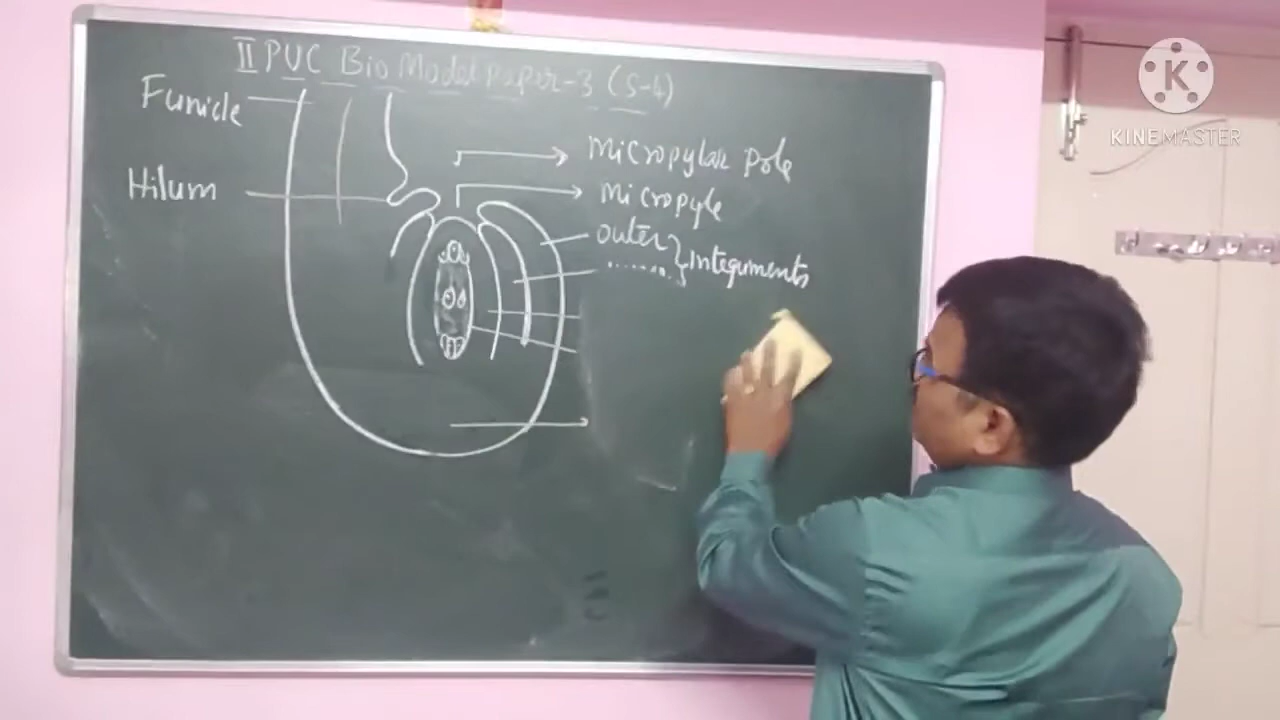 II PUC Bio Model Paper-3 (S-4)
Funicle
Hilum
Micropylar pole
Micropyle
outer
Integuments
K
KINEMASTER